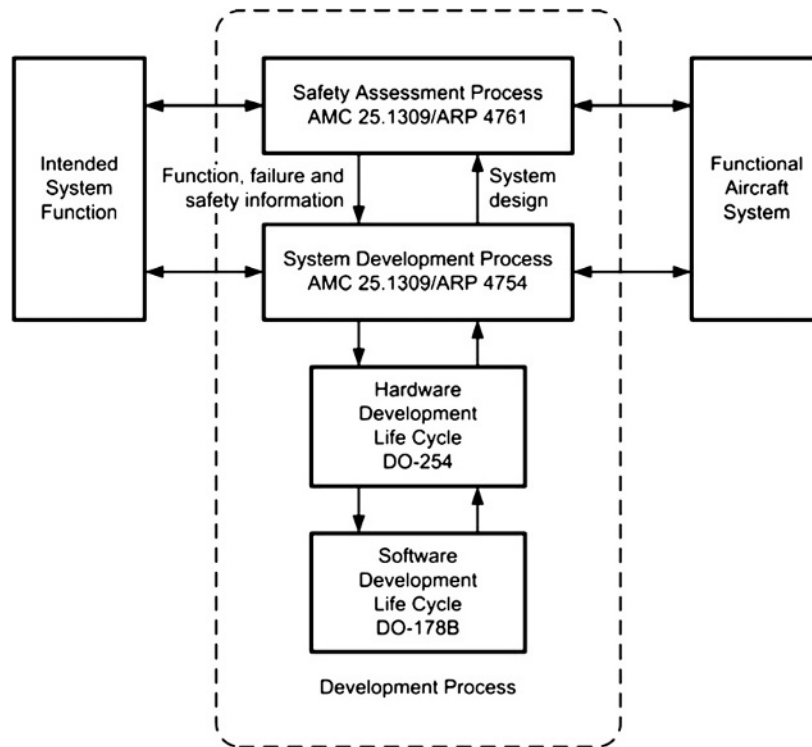 Safety Assessment Process
AMC 25.1309/ARP 4761
Intended
System
Function
Function, failure and
safety information
System
design
Functional
Aircraft
System
System Development Process
AMC 25.1309/ARP 4754
Hardware
Development
Life Cycle
DO-254
Software
Development
Life Cycle
DO-178B
Development Process